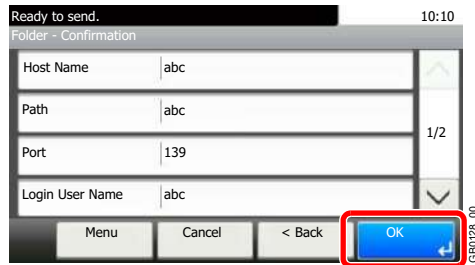 Ready to send. 10:10
Folder - Confirmation
Host Name abc
Path abc
1/2
Port 139
Login User Name abc
Menu Cancel < Back OK
GB0128_00